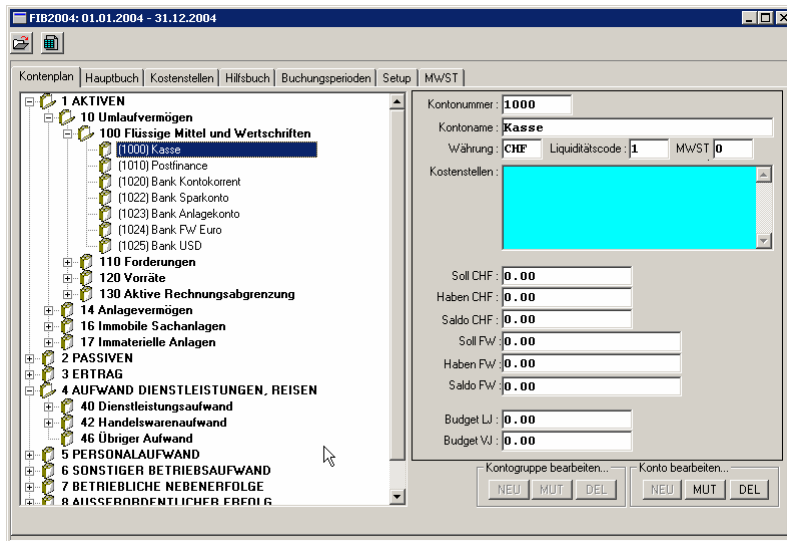 FIB2004: 01.01.2004 - 31.12.2004
Kontenplan Hauptbuch Kostenstellen Hilfsbuch Buchungsperioden Setup MWST
1 AKTIVEN
10 Umlaufvermögen
100 Flüssige Mittel und Wertschriften
(1000) Kasse
(1010) Postfinance
(1020) Bank Kontokorrent
(1022) Bank Sparkonto
(1023) Bank Anlagekonto
(1024) Bank FW Euro
(1025) Bank USD
110 Forderungen
120 Vorräte
130 Aktive Rechnungsabgrenzung
14 Anlagevermögen
16 Immobile Sachanlagen
17 Immaterielle Anlagen
2 PASSIVEN
3 ERTRAG
4 AUFWAND DIENSTLEISTUNGEN, REISEN
40 Dienstleistungsaufwand
42 Handelswarenaufwand
46 Übriger Aufwand
5 PERSONALAUFWAND
6 SONSTIGER BETRIEBSAUFWAND
7 BETRIEBLICHE NEBENERFOLGE
8 AUSSERORDENTLICHER ERFOLG
Kontonummer : 1000
Kontoname : Kasse
Währung : CHF Liquiditätscode : 1 MWST 0
Kostenstellen :
Soll CHF : 0.00
Haben CHF : 0.00
Saldo CHF : 0.00
Soll FW : 0.00
Haben FW : 0.00
Saldo FW : 0.00
Budget LJ : 0.00
Budget VJ : 0.00
Kontogruppe bearbeiten... Konto bearbeiten...
NEU MUT DEL NEU MUT DEL